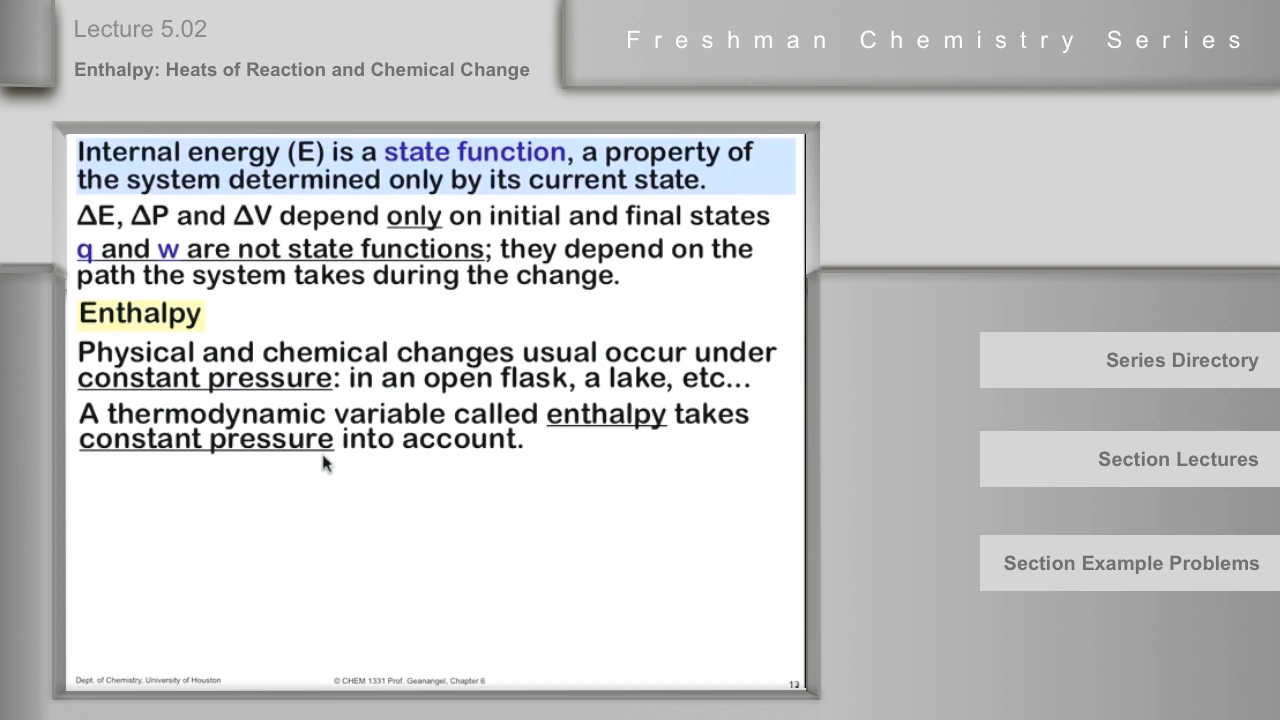 Lecture 5.02
Enthalpy: Heats of Reaction and Chemical Change
Freshman Chemistry Series
Internal energy (E) is a state function, a property of
the system determined only by its current state.
ΔE, ΔP and ΔV depend only on initial and final states
q and w are not state functions; they depend on the
path the system takes during the change.
Enthalpy
Physical and chemical changes usual occur under
constant pressure: in an open flask, a lake, etc...
A thermodynamic variable called enthalpy takes
constant pressure into account.
Series Directory
Section Lectures
Section Example Problems
Dept. of Chemistry, University of Houston
© CHEM 1331 Prof. Geanangel, Chapter 6